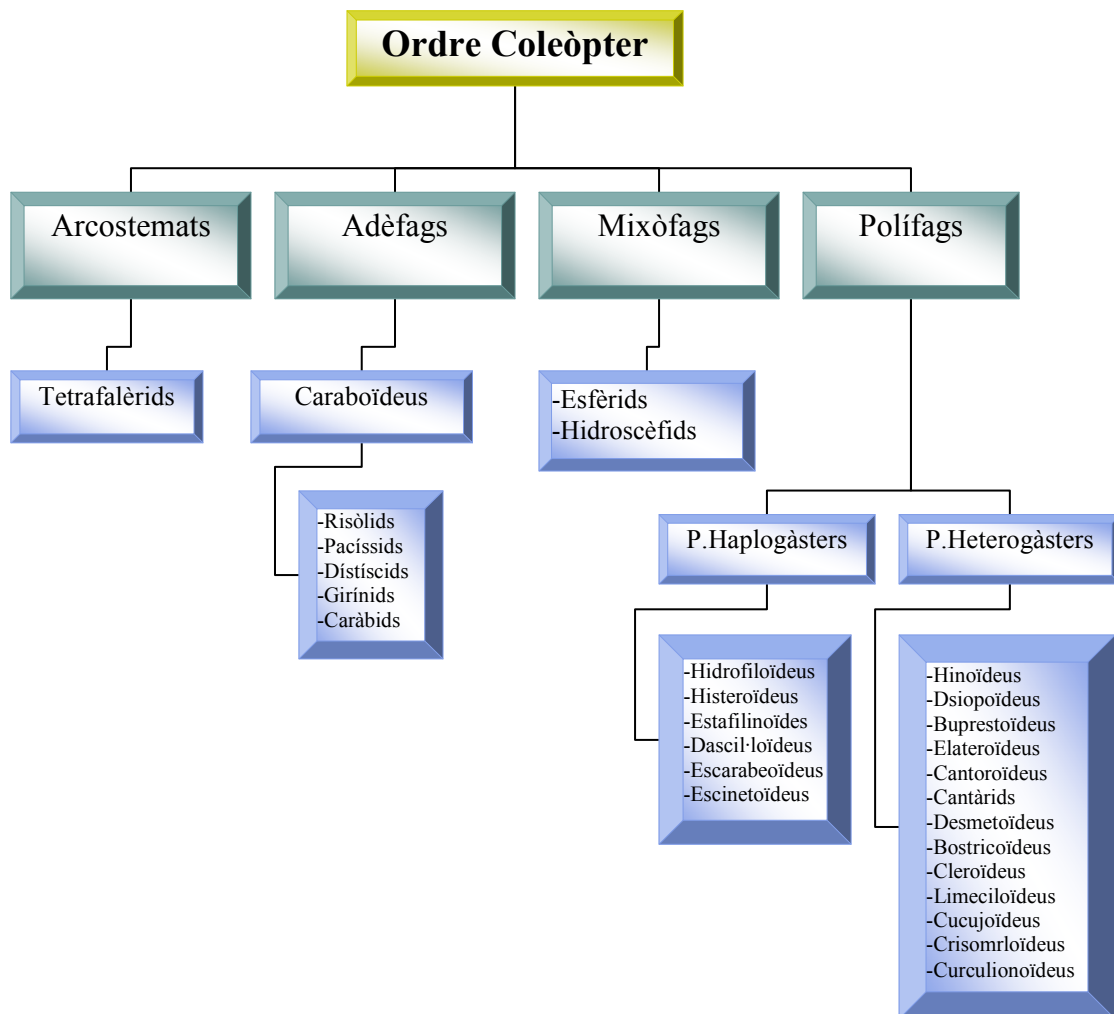 Ordre Coleòpter
Arcostemats
Adèfags
Mixòfags
Polífags
Tetrafalèrids
Caraboïdeus
-Esfèrids
-Hidroscèfids
-Risòlids
-Pacíssids
-Dístíscids
-Girínids
-Caràbids
P.Haplogàsters
P.Heterogàsters
-Hidrofiloïdeus
-Histeroïdeus
-Estafilinoïdes
-Dascil·loïdeus
-Escarabeoïdeus
-Escinetoïdeus
-Hinoïdeus
-Dsiopoïdeus
-Buprestoïdeus
-Elateroïdeus
-Cantoroïdeus
-Cantàrids
-Desmetoïdeus
-Bostricoïdeus
-Cleroïdeus
-Limeciloïdeus
-Cucujoïdeus
-Crisomrloïdeus
-Curculionoïdeus